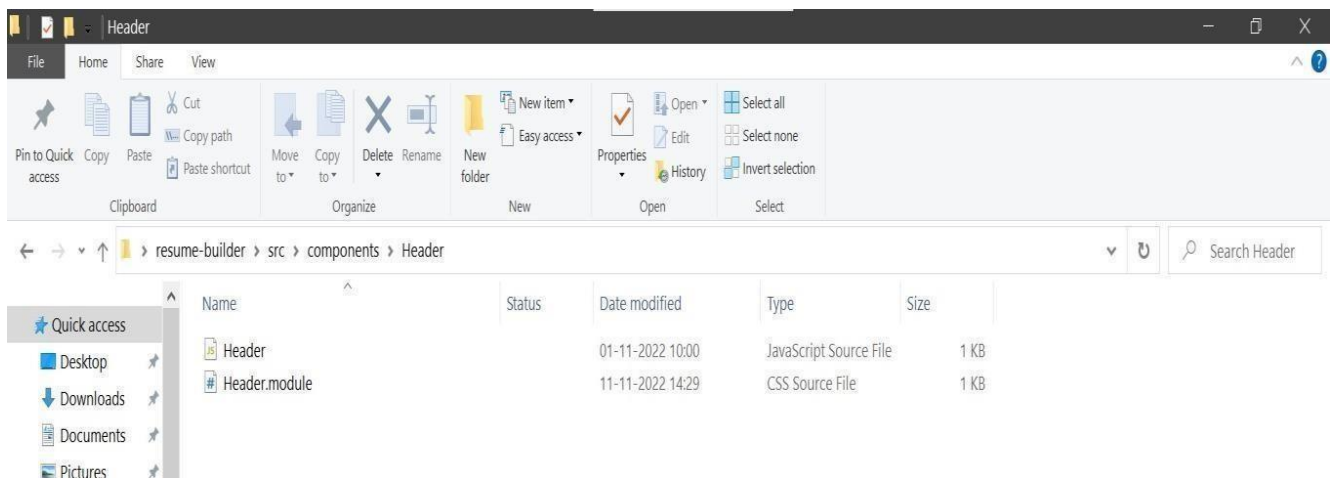 Header
File Home Share View
Pin to Quick access
Copy
Paste
Cut
Copy path
Paste shortcut
Move to
Copy to
Delete
Rename
New folder
New item
Easy access
Properties
Open
Edit
History
Select all
Select none
Invert selection
Clipboard Organize New Open Select
resume-builder > src > components > Header
Search Header
Name Status Date modified Type Size
Quick access
Header 01-11-2022 10:00 JavaScript Source File 1 KB
Desktop
Header.module 11-11-2022 14:29 CSS Source File 1 KB
Downloads
Documents
Pictures